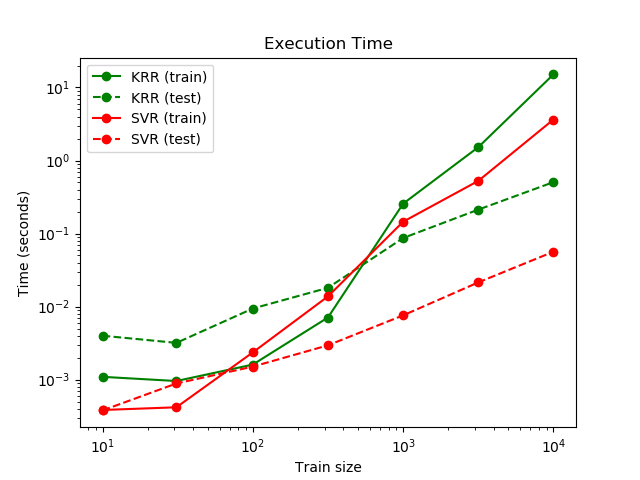 Execution Time
KRR (train)
KRR (test)
SVR (train)
SVR (test)
Time (seconds)
10¹
10⁰
10⁻¹
10⁻²
10⁻³
10¹ 10² 10³ 10⁴
Train size